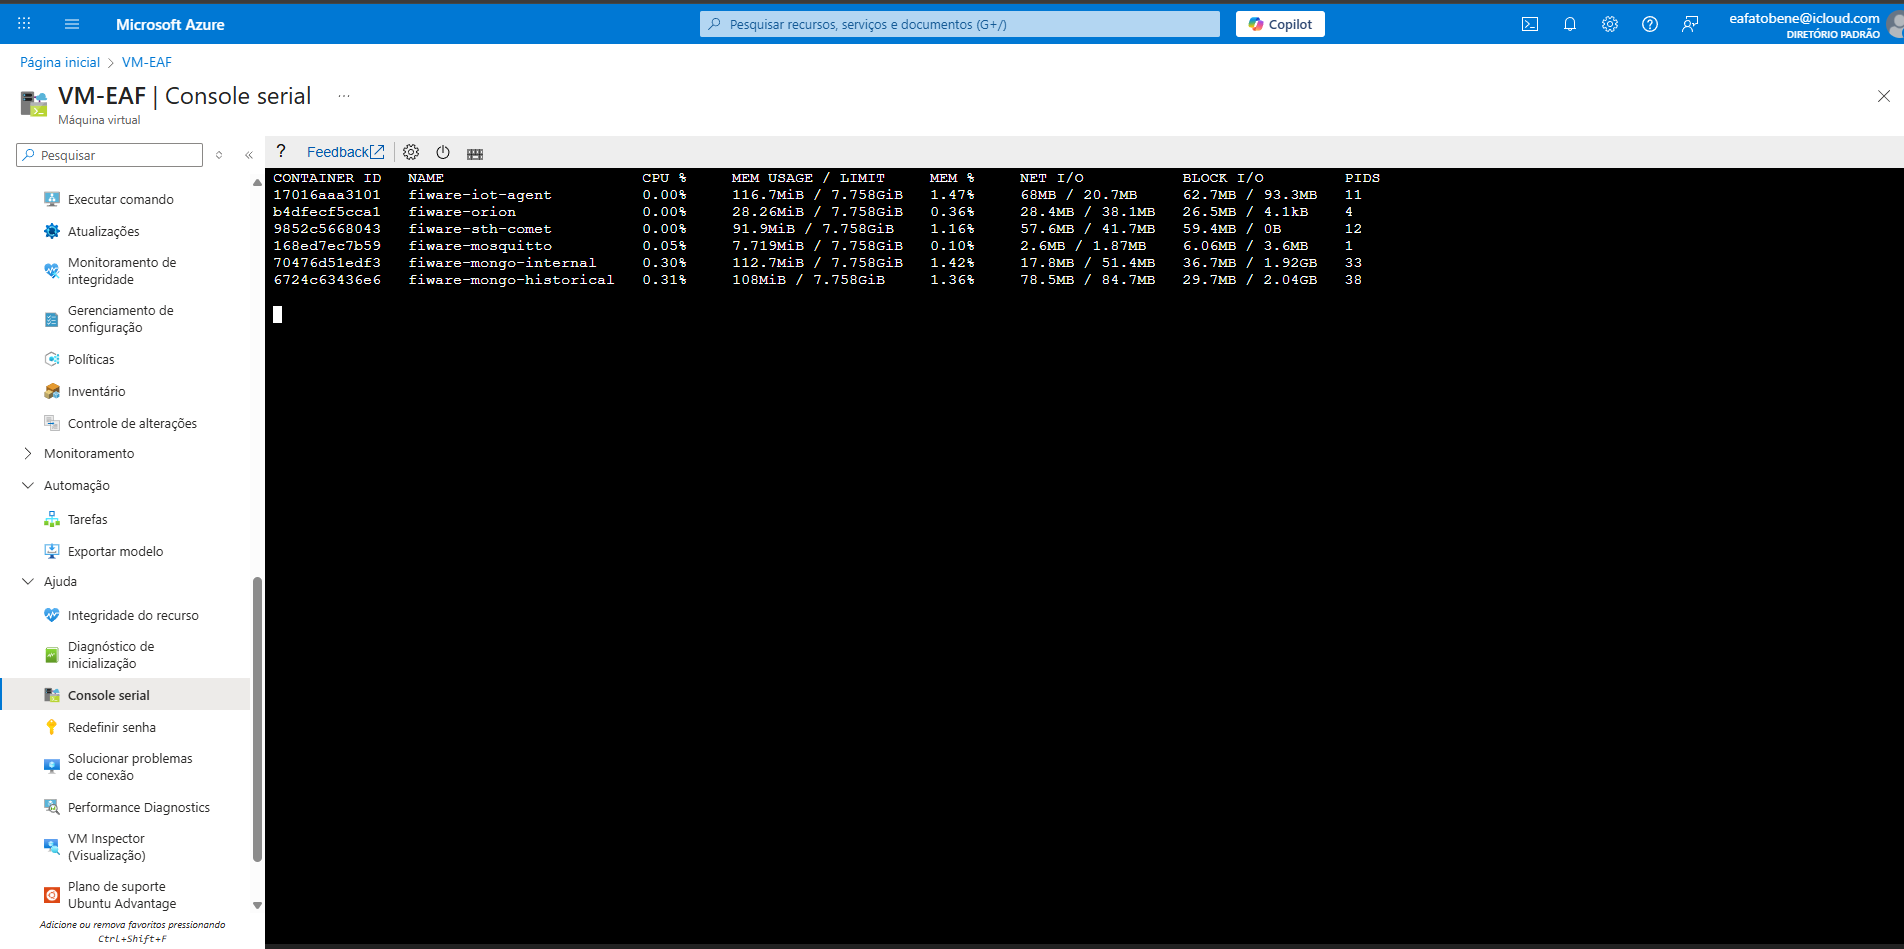 Microsoft Azure
Pesquisar recursos, serviços e documentos (G+/)
Copilot
eafatobene@icloud.com
DIRETÓRIO PADRÃO
Página inicial > VM-EAF
VM-EAF | Console serial ...
Máquina virtual
Pesquisar
? Feedback
Executar comando
Atualizações
Monitoramento de
integridade
Gerenciamento de
configuração
Políticas
Inventário
Controle de alterações
Monitoramento
Automação
Tarefas
Exportar modelo
Ajuda
Integridade do recurso
Diagnóstico de
inicialização
Console serial
Redefinir senha
Solucionar problemas
de conexão
Performance Diagnostics
VM Inspector
(Visualização)
Plano de suporte
Ubuntu Advantage
Adicione ou remova favoritos pressionando
Ctrl+Shift+F
CONTAINER ID NAME CPU % MEM USAGE / LIMIT MEM % NET I/O BLOCK I/O PIDS
17016aaa3101 fiware-iot-agent 0.00% 116.7MiB / 7.758GiB 1.47% 68MB / 20.7MB 62.7MB / 93.3MB 11
b4dfecf5cca1 fiware-orion 0.00% 28.26MiB / 7.758GiB 0.36% 28.4MB / 38.1MB 26.5MB / 4.1kB 4
9852c5668043 fiware-sth-comet 0.00% 91.9MiB / 7.758GiB 1.16% 57.6MB / 41.7MB 59.4MB / 0B 12
168ed7ec7b59 fiware-mosquitto 0.05% 7.719MiB / 7.758GiB 0.10% 2.6MB / 1.87MB 6.06MB / 3.6MB 1
70476d51edf3 fiware-mongo-internal 0.30% 112.7MiB / 7.758GiB 1.42% 17.8MB / 51.4MB 36.7MB / 1.92GB 33
6724c63436e6 fiware-mongo-historical 0.31% 108MiB / 7.758GiB 1.36% 78.5MB / 84.7MB 29.7MB / 2.04GB 38